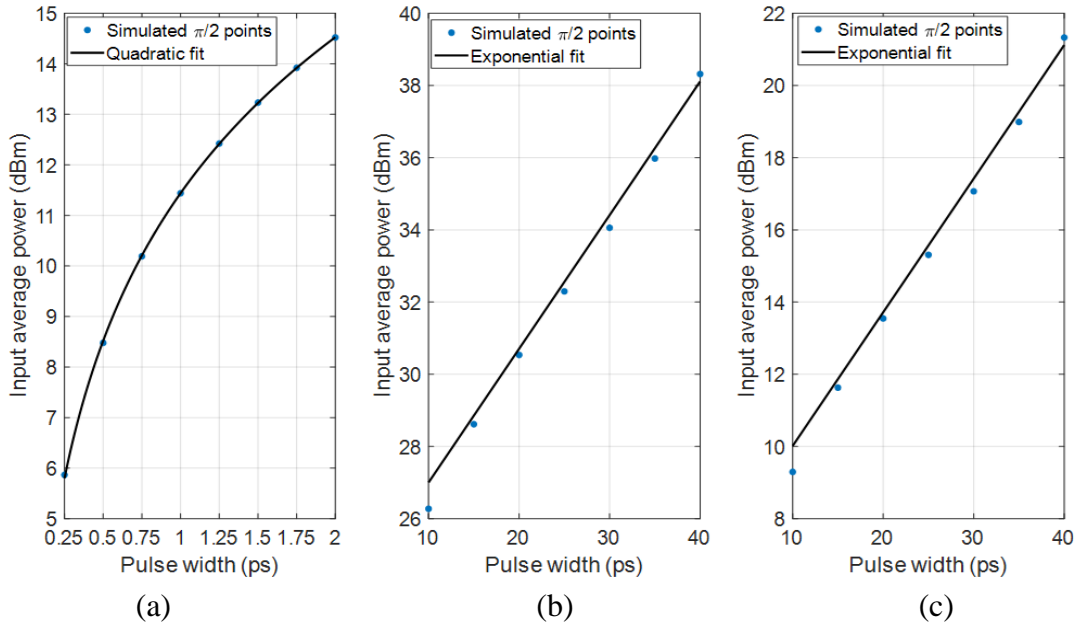 Simulated π/2 points
Quadratic fit
Input average power (dBm)
15
14
13
12
11
10
9
8
7
6
5
0.25 0.5 0.75 1 1.25 1.5 1.75 2
Pulse width (ps)
(a)
Simulated π/2 points
Exponential fit
Input average power (dBm)
40
38
36
34
32
30
28
26
10 20 30 40
Pulse width (ps)
(b)
Simulated π/2 points
Exponential fit
Input average power (dBm)
22
20
18
16
14
12
10
8
10 20 30 40
Pulse width (ps)
(c)